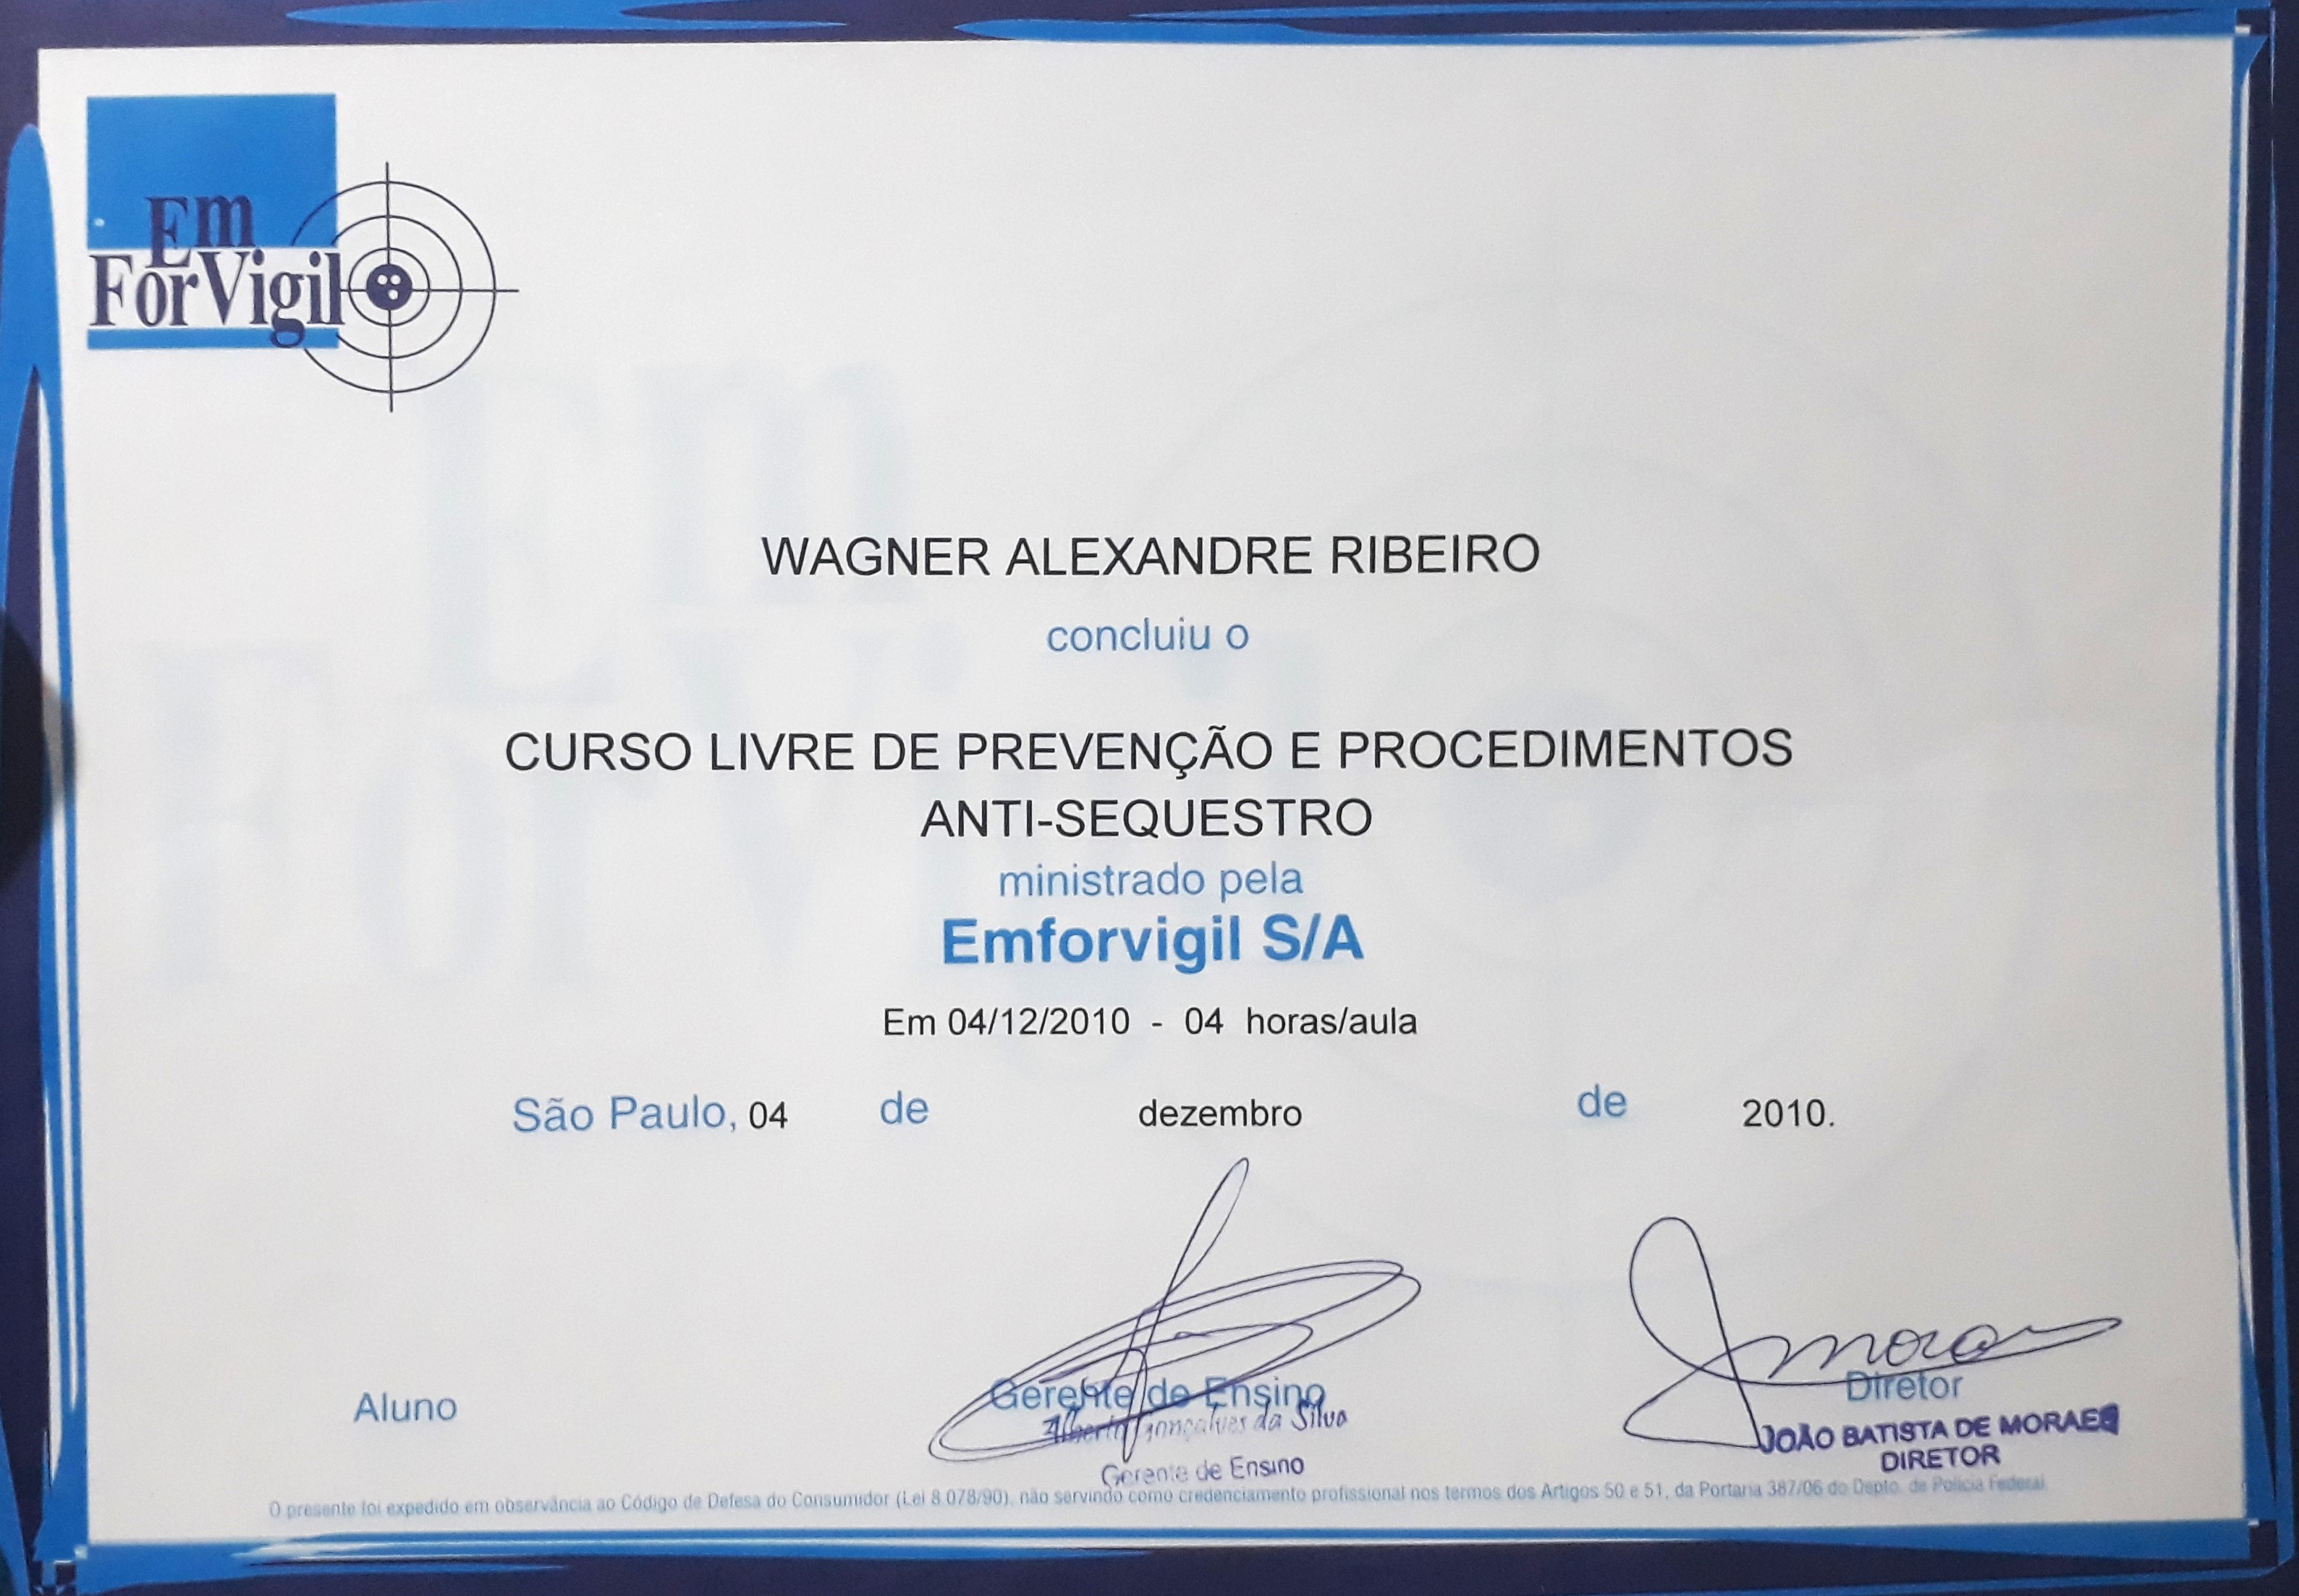 Em
ForVigil
WAGNER ALEXANDRE RIBEIRO
concluiu o
CURSO LIVRE DE PREVENÇÃO E PROCEDIMENTOS
ANTI-SEQUESTRO
ministrado pela
Emforvigil S/A
Em 04/12/2010 - 04 horas/aula
São Paulo, 04 de dezembro de 2010.
Aluno
Gerente de Ensino
Alberto Gonçalves da Silva
Gerente de Ensino
Diretor
JOÃO BATISTA DE MORAES
DIRETOR
O presente foi expedido em observância ao Código de Defesa do Consumidor (Lei 8.078/90), não servindo como credenciamento profissional nos termos dos Artigos 50 e 51, da Portaria 387/06 do Depto. de Polícia Federal.